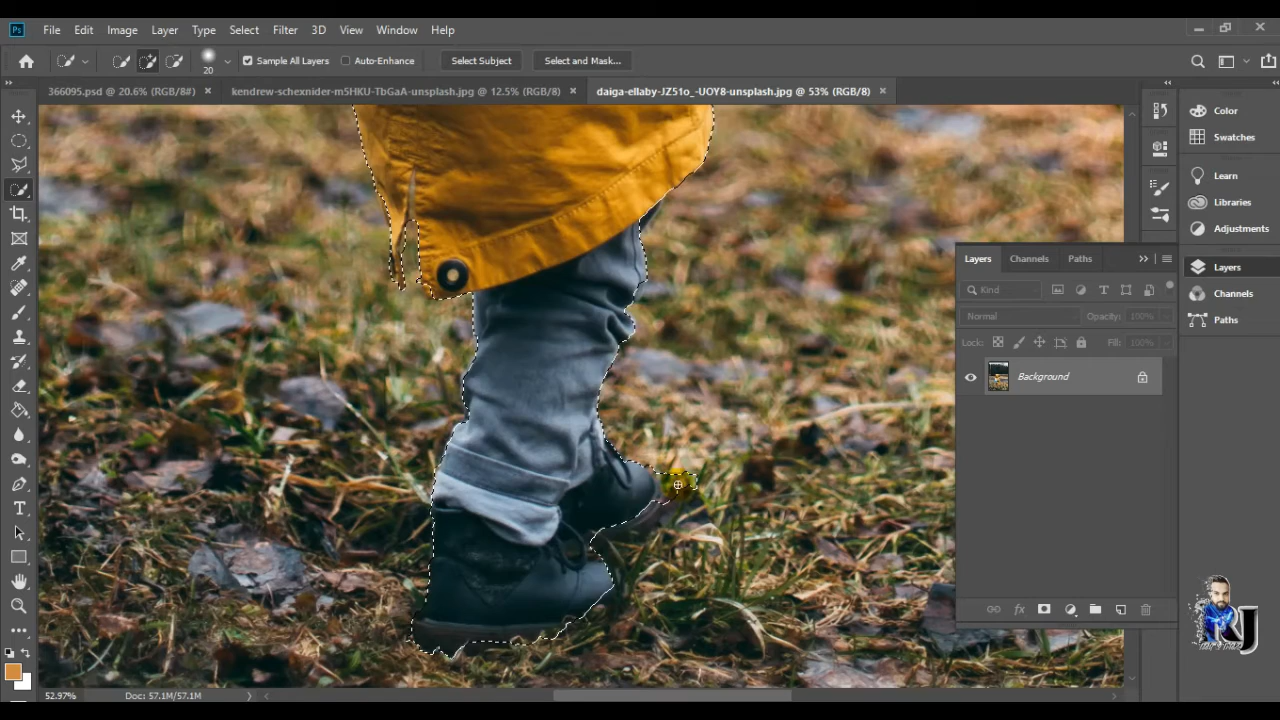 Ps File Edit Image Layer Type Select Filter 3D View Window Help
20 Sample All Layers Auto-Enhance Select Subject Select and Mask...
366095.psd @ 20.6% (RGB/8#) × kendrew-schexnider-m5HKU-TbGaA-unsplash.jpg @ 12.5% (RGB/8) × daiga-ellaby-JZ51o_-UOY8-unsplash.jpg @ 53% (RGB/8) ×
Color
Swatches
Learn
Libraries
Adjustments
Layers
Channels
Paths
Layers Channels Paths
Kind
Normal Opacity: 100%
Lock: Fill: 100%
Background
fx
RJ
52.97% Doc: 57.1M/57.1M